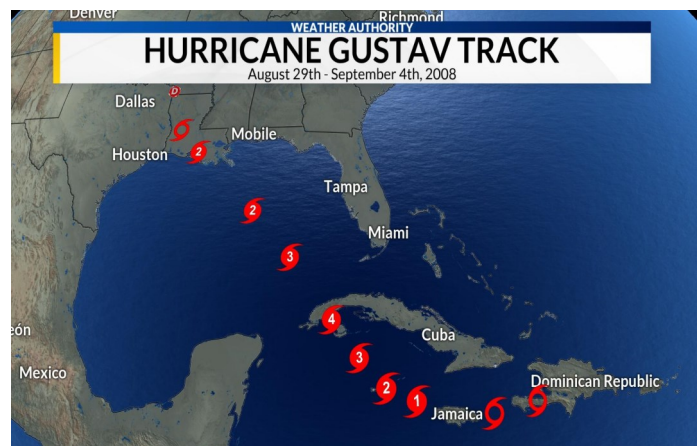 Denver
Richmond
WEATHER AUTHORITY
HURRICANE GUSTAV TRACK
August 29th - September 4th, 2008
D
Dallas
Mobile
Houston
2
Tampa
2
Miami
3
4
Cuba
3
eón
Mexico
2
Dominican Republic
1
Jamaica